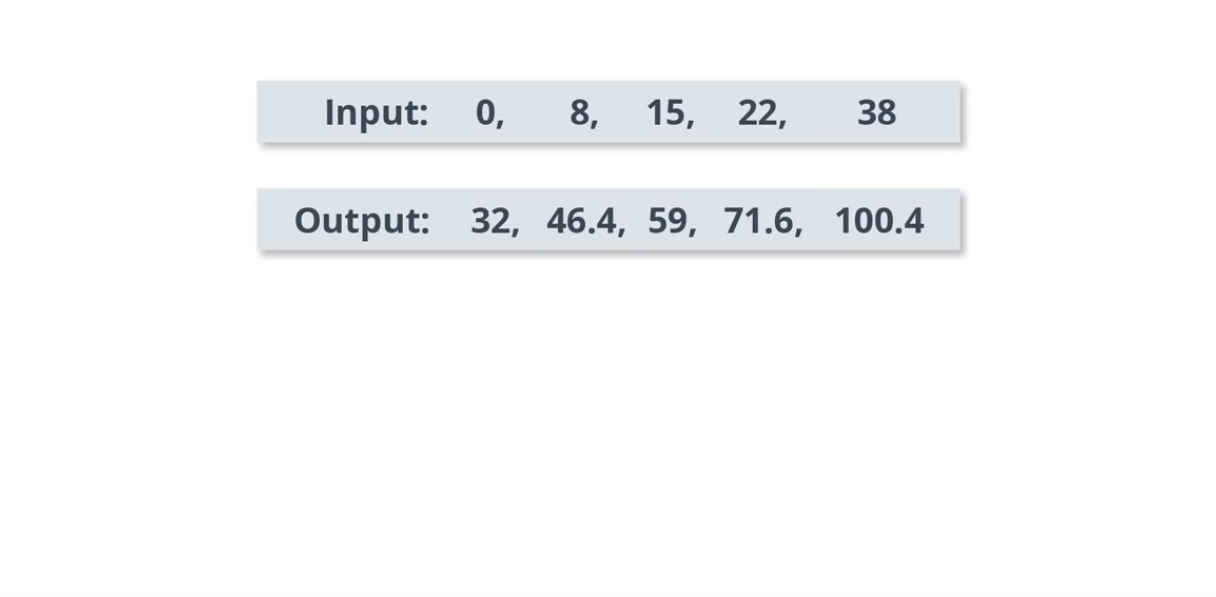 Input: 0, 8, 15, 22, 38
Output: 32, 46.4, 59, 71.6, 100.4